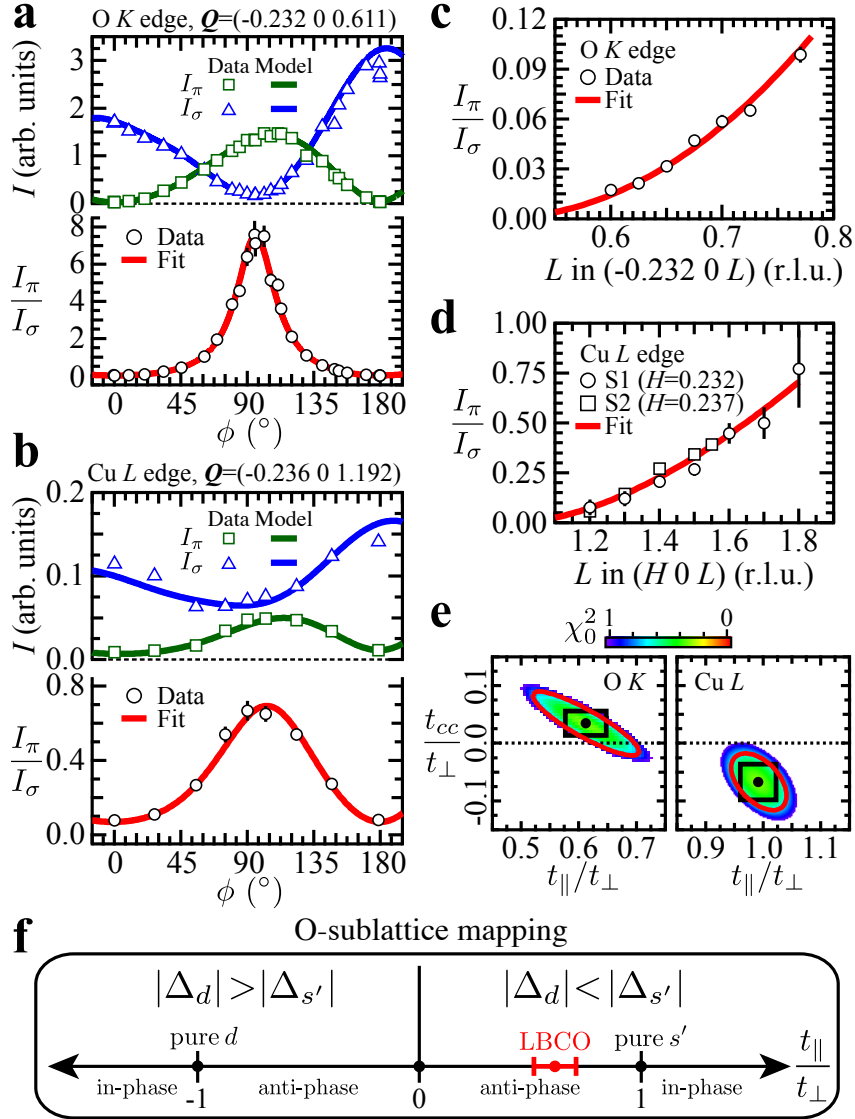 a
O K edge, Q=(-0.232 0 0.611)
I (arb. units)
3
2
1
0
Data Model
Iπ
Iσ
Iπ
Iσ
8
6
4
2
0
Data
Fit
0 45 90 135 180
ϕ (°)
b
Cu L edge, Q=(-0.236 0 1.192)
I (arb. units)
0.2
0.1
0.0
Data Model
Iπ
Iσ
Iπ
Iσ
0.8
0.4
0.0
Data
Fit
0 45 90 135 180
ϕ (°)
c
Iπ
Iσ
0.12
0.09
0.06
0.03
0.00
O K edge
Data
Fit
0.6 0.7 0.8
L in (-0.232 0 L) (r.l.u.)
d
Iπ
Iσ
1.00
0.75
0.50
0.25
0.00
Cu L edge
S1 (H=0.232)
S2 (H=0.237)
Fit
1.2 1.4 1.6 1.8
L in (H 0 L) (r.l.u.)
e
χ²₀ 1 0
tcc
t⊥
0.1
0.0
-0.1
O K
Cu L
0.5 0.6 0.7
0.9 1.0 1.1
t∥/t⊥
t∥/t⊥
f
O-sublattice mapping
|Δd|>|Δs′|
|Δd|<|Δs′|
pure d
LBCO
pure s′
in-phase
-1
anti-phase
0
anti-phase
1
in-phase
t∥
t⊥